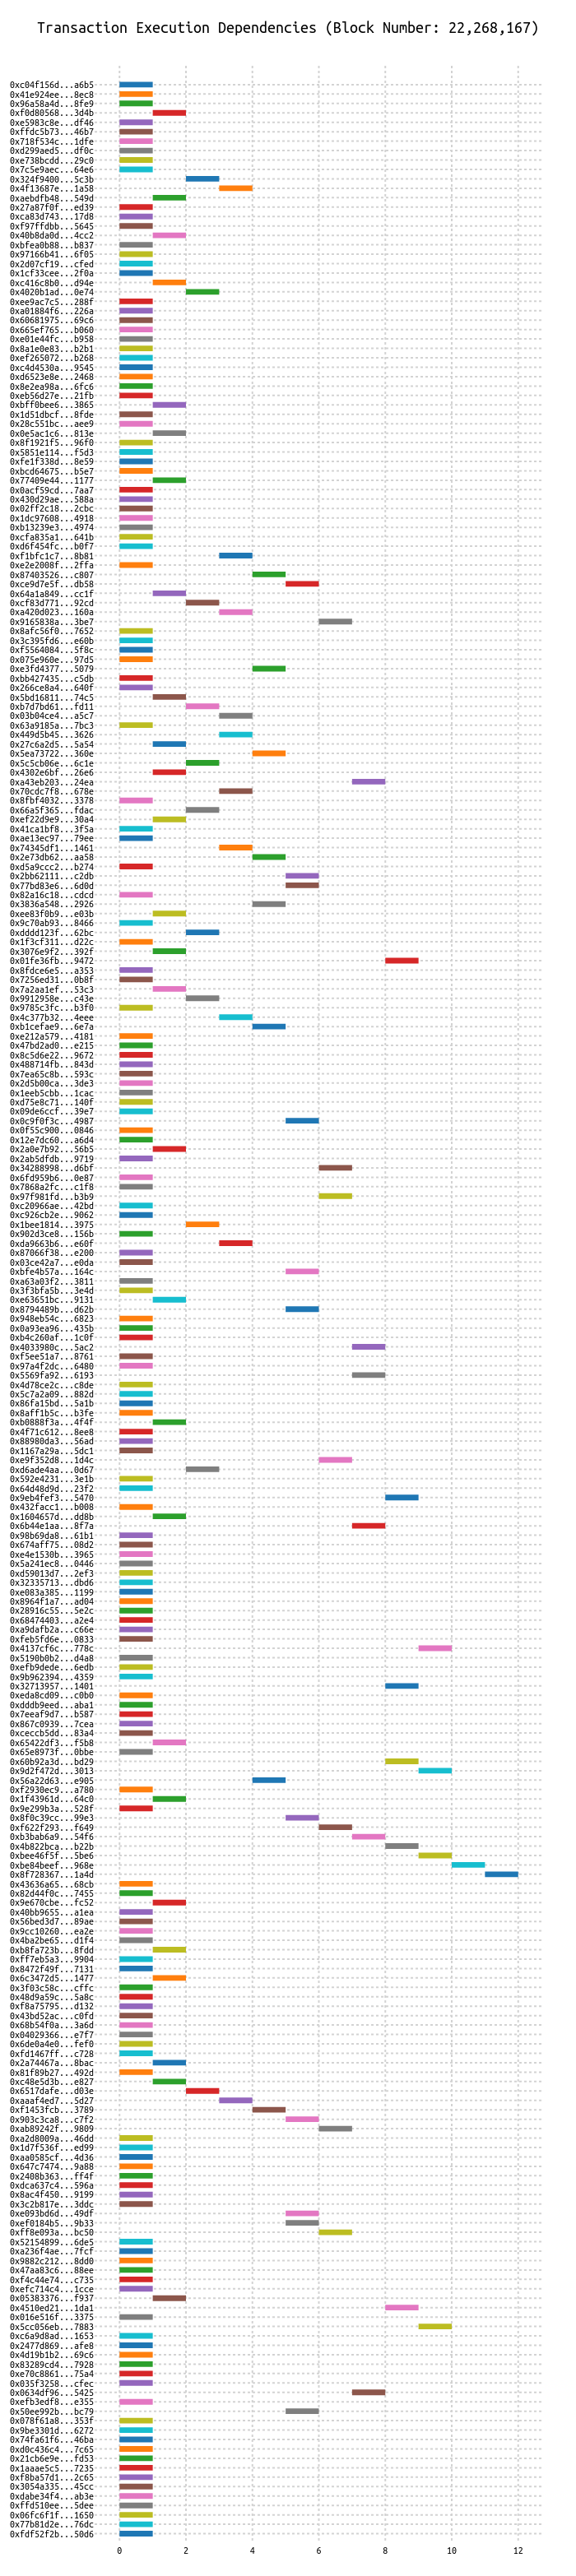 Transaction Execution Dependencies (Block Number: 22,268,167)
0xc04f156d...a6b5
0x41e924ee...8ec8
0x96a58a4d...8fe9
0xf0d80568...3d4b
0xe5983c8e...df46
0xffdc5b73...46b7
0x718f534c...1dfe
0xd299aed5...df0c
0xe738bcdd...29c0
0x7c5e9aec...64e6
0x324f9400...5c3b
0x4f13687e...1a58
0xaebdfb48...549d
0x27a87f0f...ed39
0xca83d743...17d8
0xf97ffdbb...5645
0x40b8da0d...4cc2
0xbfea0b88...b837
0x97166b41...6f05
0x2d07cf19...cfed
0x1cf33cee...2f0a
0xc416c8b0...d94e
0x4020b1ad...0e74
0xee9ac7c5...288f
0xa01884f6...226a
0x60681975...69c6
0x665ef765...b060
0xe01e44fc...b958
0x8a1e0e83...b2b1
0xef265072...b268
0xc4d4530a...9545
0xd6523e8e...2468
0x8e2ea98a...6fc6
0xeb56d27e...21fb
0xbff0bee6...3865
0x1d51dbcf...8fde
0x28c551bc...aee9
0x0e5ac1c6...813e
0x8f1921f5...96f0
0x5851e114...f5d3
0xfe1f338d...8e59
0xbcd64675...b5e7
0x77409e44...1177
0x0acf59cd...7aa7
0x430d29ae...588a
0x02ff2c18...2cbc
0x1dc97608...4918
0xb13239e3...4974
0xcfa835a1...641b
0xd6f454fc...b0f7
0xf1bfc1c7...8b81
0xe2e2008f...2ffa
0x87403526...c807
0xce9d7e5f...db58
0x64a1a849...cc1f
0xcf83d771...92cd
0xa420d023...160a
0x9165838a...3be7
0x8afc56f0...7652
0x3c395fd6...e60b
0xf5564084...5f8c
0x075e960e...97d5
0xe3fd4377...5079
0xbb427435...c5db
0x266ce8a4...640f
0x5bd16811...74c5
0xb7d7bd61...fd11
0x03b04ce4...a5c7
0x63a9185a...7bc3
0x449d5b45...3626
0x27c6a2d5...5a54
0x5ea73722...360e
0x5c5cb06e...6c1e
0x4302e6bf...26e6
0xa43eb203...24ea
0x70cdc7f8...678e
0x8fbf4032...3378
0x66a5f365...fdac
0xef22d9e9...30a4
0x41ca1bf8...3f5a
0xae13ec97...79ee
0x74345df1...1461
0x2e73db62...aa58
0xd5a9ccc2...b274
0x2bb62111...c2db
0x77bd83e6...6d0d
0x82a16c18...cdcd
0x3836a548...2926
0xee83f0b9...e03b
0x9c70ab93...8466
0xdddd123f...62bc
0x1f3cf311...d22c
0x3076e9f2...392f
0x01fe36fb...9472
0x8fdce6e5...a353
0x7256ed31...0b8f
0x7a2aa1ef...53c3
0x9912958e...c43e
0x9785c3fc...b3f0
0x4c377b32...4eee
0xb1cefae9...6e7a
0xe212a579...4181
0x47bd2ad0...e215
0x8c5d6e22...9672
0x488714fb...843d
0x7ea65c8b...593c
0x2d5b00ca...3de3
0x1eeb5cbb...1cac
0xd75e8c71...140f
0x09de6ccf...39e7
0x0c9f0f3c...4987
0x0f55c900...0846
0x12e7dc60...a6d4
0x2a0e7b92...56b5
0x2ab5dfdb...9719
0x34288998...d6bf
0x6fd959b6...0e87
0x7868a2fc...c1f8
0x97f981fd...b3b9
0xc20966ae...42bd
0xc926cb2e...9062
0x1bee1814...3975
0x902d3ce8...156b
0xda9663b6...e60f
0x87066f38...e200
0x03ce42a7...e0da
0xbfe4b57a...164c
0xa63a03f2...3811
0x3f3bfa5b...3e4d
0xe63651bc...9131
0x8794489b...d62b
0x948eb54c...6823
0x0a93ea96...435b
0xb4c260af...1c0f
0x4033980c...5ac2
0xf5ee51a7...8761
0x97a4f2dc...6480
0x5569fa92...6193
0x4d78ce2c...c8de
0x5c7a2a09...882d
0x86fa15bd...5a1b
0x8aff1b5c...b3fe
0xb0888f3a...4f4f
0x4f71c612...8ee8
0x88980da3...56ad
0x1167a29a...5dc1
0xe9f352d8...1d4c
0xd6ade4aa...0d67
0x592e4231...3e1b
0x64d48d9d...23f2
0x9eb4fef3...5470
0x432facc1...b008
0x1604657d...dd8b
0x6b44e1aa...8f7a
0x98b69da8...61b1
0x674aff75...08d2
0xe4e1530b...3965
0x5a241ec8...0446
0xd59013d7...2ef3
0x32335713...dbd6
0xe083a385...1199
0x8964f1a7...ad04
0x28916c55...5e2c
0x68474403...a2e4
0xa9dafb2a...c66e
0xfeb5fd6e...0833
0x4137cf6c...778c
0x5190b0b2...d4a8
0xefb9dede...6edb
0x9b962394...4359
0x32713957...1401
0xeda8cd09...c0b0
0xdddb9eed...aba1
0x7eeaf9d7...b587
0x867c0939...7cea
0xceccb5dd...83a4
0x65422df3...f5b8
0x65e8973f...0bbe
0x60b92a3d...bd29
0x9d2f472d...3013
0x56a22d63...e905
0xf2930ec9...a780
0x1f43961d...64c0
0x9e299b3a...528f
0x8f0c39cc...99e3
0xf622f293...f649
0xb3bab6a9...54f6
0x4b822bca...b22b
0xbee46f5f...5be6
0xbe84beef...968e
0x8f728367...1a4d
0x43636a65...68cb
0x82d44f0c...7455
0x9e670cbe...fc52
0x40bb9655...a1ea
0x56bed3d7...89ae
0x9cc10260...ea2e
0x4ba2be65...d1f4
0xb8fa723b...8fdd
0xff7eb5a3...9904
0x8472f49f...7131
0x6c3472d5...1477
0x3f03c58c...cffc
0x48d9a59c...5a8c
0xf8a75795...d132
0x43bd52ac...c0fd
0x68b54f0a...3a6d
0x04029366...e7f7
0x6de0a4e0...fef0
0xfd1467ff...c728
0x2a74467a...8bac
0x81f89b27...492d
0xc48e5d3b...e827
0x6517dafe...d03e
0xaaaf4ed7...5d27
0xf1453fcb...3789
0x903c3ca8...c7f2
0xab89242f...9809
0xa2d8009a...46dd
0x1d7f536f...ed99
0xaa0585cf...4d36
0x647c7474...9a88
0x2408b363...ff4f
0xdca637c4...596a
0x8ac4f450...9199
0x3c2b817e...3ddc
0xe093bd6d...49df
0xef0184b5...9b33
0xff8e093a...bc50
0x52154899...6de5
0xa236f4ae...7fcf
0x9882c212...8dd0
0x47aa83c6...88ee
0xf4c44e74...c735
0xefc714c4...1cce
0x05383376...f937
0x4510ed21...1da1
0x016e516f...3375
0x5cc056eb...7883
0xc6a9d8ad...1653
0x2477d869...afe8
0x4d19b1b2...69c6
0x83289cd4...7928
0xe70c8861...75a4
0x035f3258...cfec
0x0634df96...5425
0xefb3edf8...e355
0x50ee992b...bc79
0x078f61a8...353f
0x9be3301d...6272
0x74fa61f6...46ba
0xd0c436c4...7c65
0x21cb6e9e...fd53
0x1aaae5c5...7235
0xf8ba57d1...2c65
0x3054a335...45cc
0xdabe34f4...ab3e
0xffd510ee...5dee
0x06fc6f1f...1650
0x77b81d2e...76dc
0xfdf52f2b...50d6
0 2 4 6 8 10 12